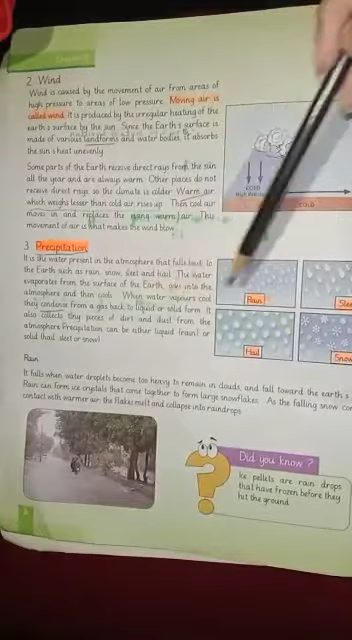 2. Wind
Wind is caused by the movement of air from areas of
high pressure to areas of low pressure. Moving air is
called wind. It is produced by the irregular heating of the
earth's surface by the sun. Since the Earth's surface is
made of various landforms and water bodies, it absorbs
the sun's heat unevenly.
Some parts of the Earth receive direct rays from the sun
all the year and are always warm. Other places do not
receive direct rays, so the climate is colder. Warm air,
which weighs lesser than cold air rises up. Then cool air
moves in and replaces the rising warm air. This
movement of air is what makes the wind blow.
COLD
High
3. Precipitation
It is the water present in the atmosphere that falls back to
the Earth such as rain, snow, sleet and hail. The water
evaporates from the surface of the Earth, goes into the
atmosphere and then cools. When water vapours cool
they condense from a gas back to liquid or solid form. It
also collects tiny pieces of dirt and dust from the
atmosphere. Precipitation can be either liquid (rain) or
solid (hail, sleet or snow).
Rain
Slee
Hail
Snow
Rain
It falls when water droplets become too heavy to remain in clouds, and fall toward the earth's
Rain can form ice crystals that come together to form large snowflakes. As the falling snow
contact with warmer air, the flakes melt and collapse into raindrops.
Did you know?
Ice pellets are rain drops
that have frozen before they
hit the ground.